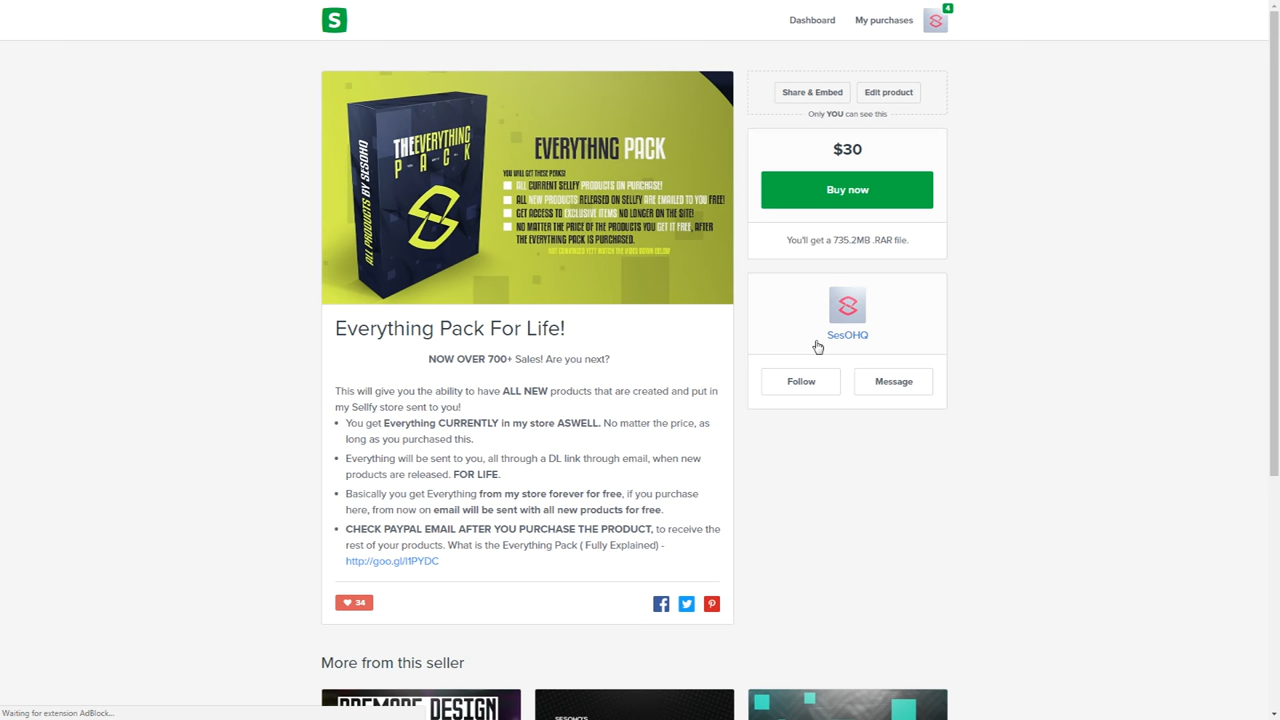 S
Dashboard
My purchases
4
Share & Embed
Edit product
Only YOU can see this
ALL PRODUCTS BY SESOHQ
THEEVERYTHING
P-A-C-K
EVERYTHNG PACK
YOU WILL GET THESE PERKS!
ALL CURRENT SELLFY PRODUCTS ON PURCHASE!
ALL NEW PRODUCTS RELEASED ON SELLFY ARE EMAILED TO YOU FREE!
GET ACCESS TO EXCLUSIVE ITEMS NO LONGER ON THE SITE!
NO MATTER THE PRICE OF THE PRODUCTS YOU GET IT FREE, AFTER
THE EVERYTHING PACK IS PURCHASED.
NOT CONVINCED YET? WATCH THE VIDEO DOWN BELOW
$30
Buy now
You'll get a 735.2MB .RAR file.
SesOHQ
Follow
Message
Everything Pack For Life!
NOW OVER 700+ Sales! Are you next?
This will give you the ability to have ALL NEW products that are created and put in
my Sellfy store sent to you!
• You get Everything CURRENTLY in my store ASWELL. No matter the price, as
long as you purchased this.
• Everything will be sent to you, all through a DL link through email, when new
products are released. FOR LIFE.
• Basically you get Everything from my store forever for free, if you purchase
here, from now on email will be sent with all new products for free.
• CHECK PAYPAL EMAIL AFTER YOU PURCHASE THE PRODUCT, to receive the
rest of your products. What is the Everything Pack ( Fully Explained) -
http://goo.gl/l1PYDC
34
More from this seller
PREMADE DESIGN
SESOHQ'S
Waiting for extension AdBlock...